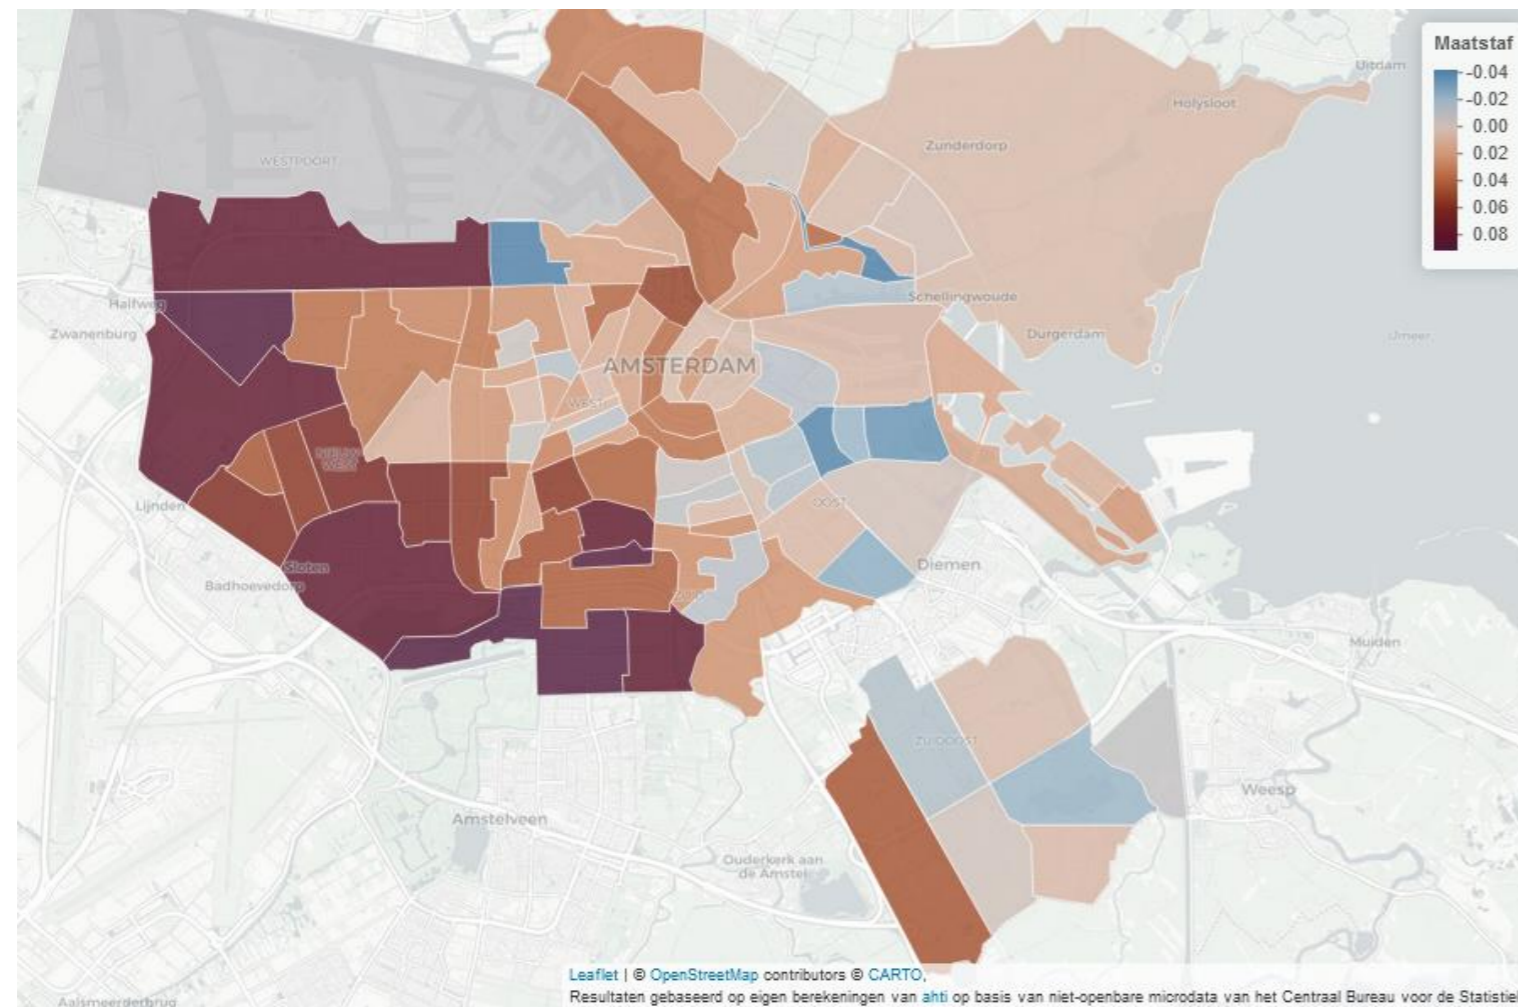 Maatstaf
-0.04
-0.02
0.00
0.02
0.04
0.06
0.08
Uitdam
Holysloot
Zunderdorp
WESTPOORT
Halfweg
Zwanenburg
Schellingwoude
Durgerdam
IJmeer
AMSTERDAM
WEST
NIEUW-
WEST
Lijnden
OOST
Sloten
Badhoevedorp
Diemen
ZUID
Muiden
ZUIDOOST
Weesp
Amstelveen
Ouderkerk aan
de Amstel
Aalsmeerderbrug
Leaflet | © OpenStreetMap contributors © CARTO,
Resultaten gebaseerd op eigen berekeningen van ahti op basis van niet-openbare microdata van het Centraal Bureau voor de Statistiel